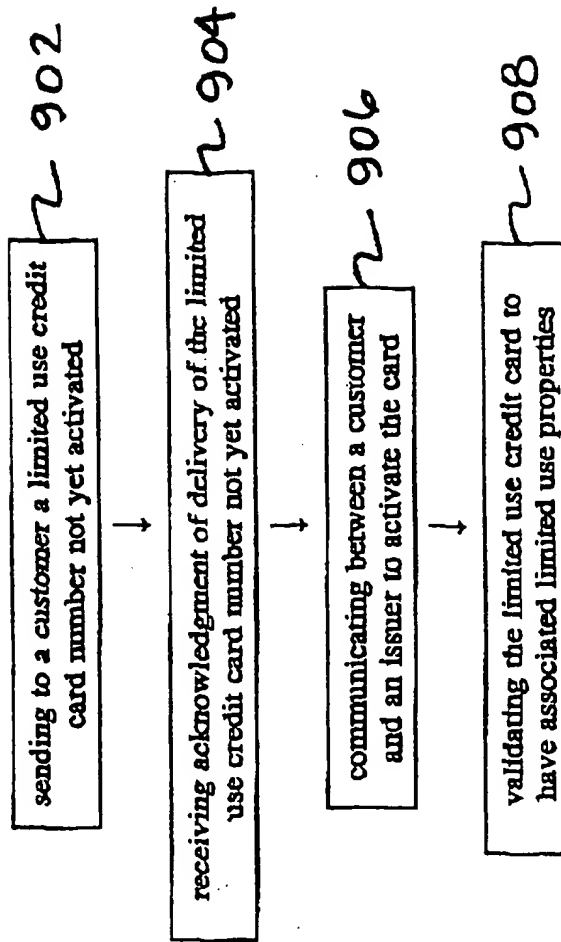 sending to a customer a limited use credit
card number not yet activated
902
receiving acknowledgment of delivery of the limited
use credit card number not yet activated
904
communicating between a customer
and an issuer to activate the card
906
validating the limited use credit card to
have associated limited use properties
908